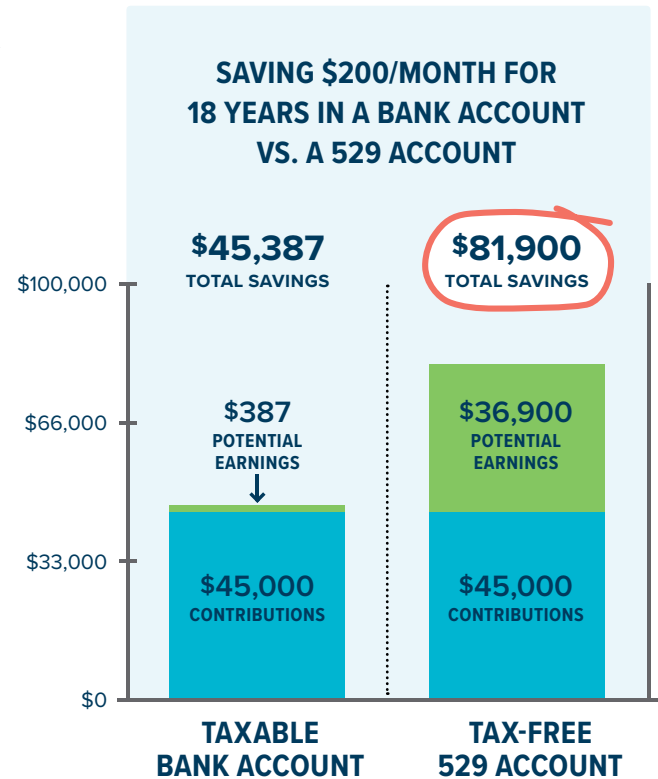 SAVING $200/MONTH FOR
18 YEARS IN A BANK ACCOUNT
VS. A 529 ACCOUNT
$45,387
TOTAL SAVINGS
$81,900
TOTAL SAVINGS
$100,000
$66,000
$33,000
$0
$387
POTENTIAL
EARNINGS
$45,000
CONTRIBUTIONS
$36,900
POTENTIAL
EARNINGS
$45,000
CONTRIBUTIONS
TAXABLE
BANK ACCOUNT
TAX-FREE
529 ACCOUNT